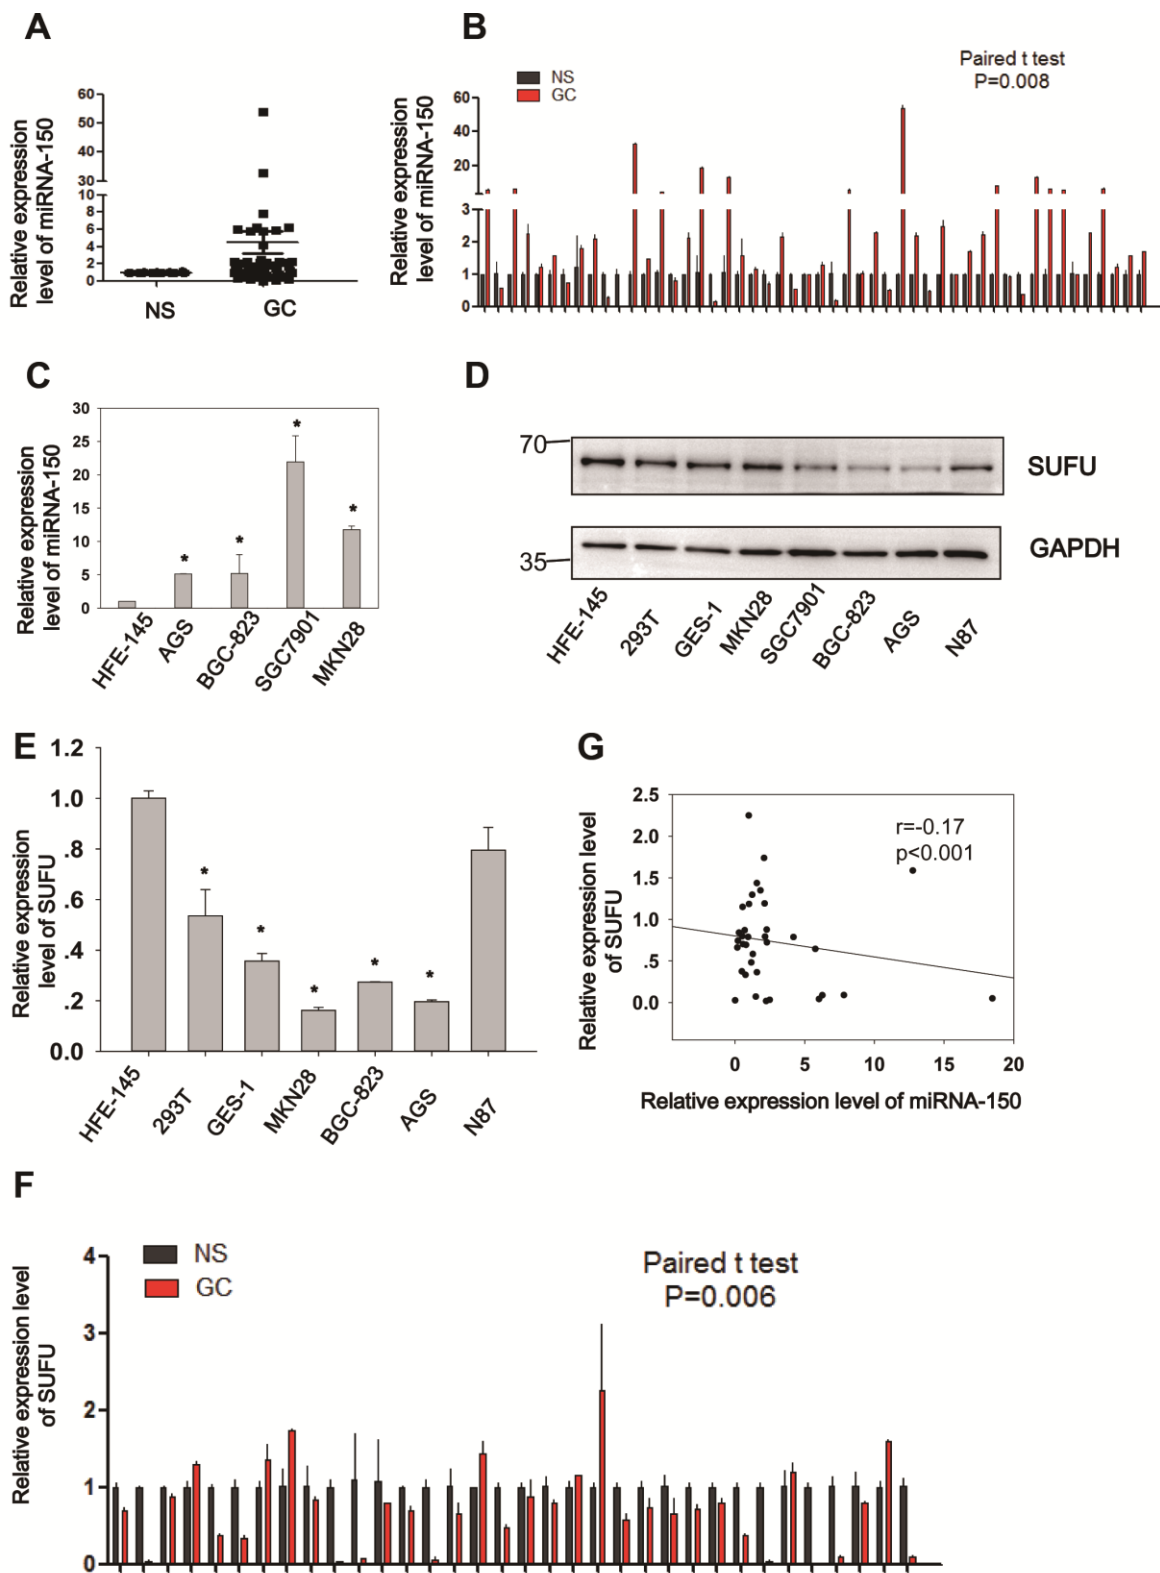 A
Relative expression
level of miRNA-150
60
50
40
30
10
8
6
4
2
0
NS
GC
B
Relative expression
level of miRNA-150
NS
GC
Paired t test
P=0.008
60
40
20
3
2
1
0
C
Relative expression
level of miRNA-150
30
25
20
15
10
5
0
*
*
*
*
HFE-145
AGS
BGC-823
SGC7901
MKN28
D
70
SUFU
35
GAPDH
HFE-145
293T
GES-1
MKN28
SGC7901
BGC-823
AGS
N87
E
Relative expression
level of SUFU
1.2
1.0
.8
.6
.4
.2
0.0
*
*
*
*
*
HFE-145
293T
GES-1
MKN28
BGC-823
AGS
N87
G
Relative expression level
of SUFU
2.5
2.0
1.5
1.0
.5
0.0
r=-0.17
p<0.001
0
5
10
15
20
Relative expression level of miRNA-150
F
Relative expression level
of SUFU
NS
GC
Paired t test
P=0.006
4
3
2
1
0